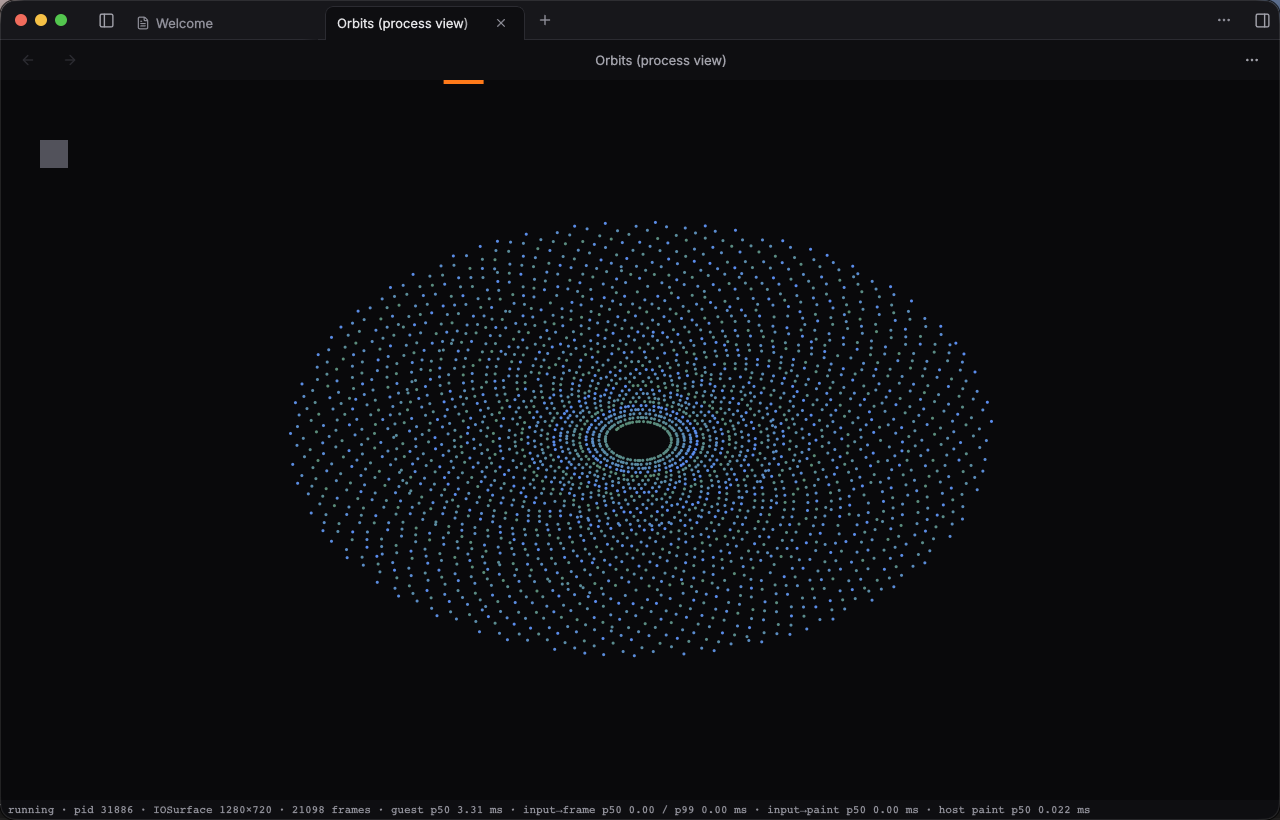 Welcome
Orbits (process view)
Orbits (process view)
running · pid 31886 · IOSurface 1280×720 · 21098 frames · guest p50 3.31 ms · input→frame p50 0.00 / p99 0.00 ms · input→paint p50 0.00 ms · host paint p50 0.022 ms